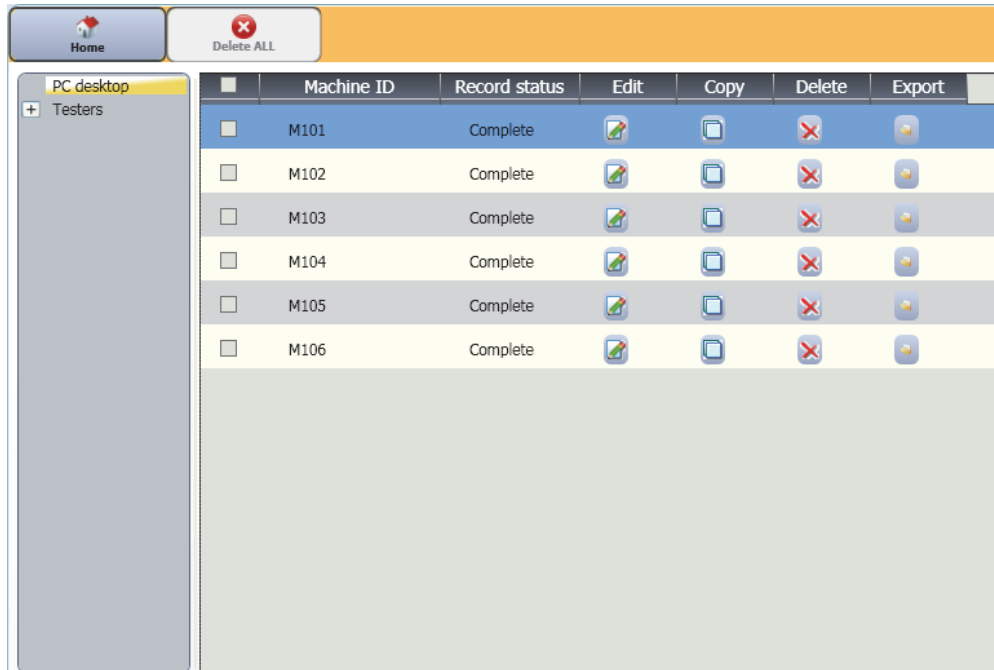 Home
Delete ALL
PC desktop
Testers
Machine ID Record status Edit Copy Delete Export
M101 Complete
M102 Complete
M103 Complete
M104 Complete
M105 Complete
M106 Complete